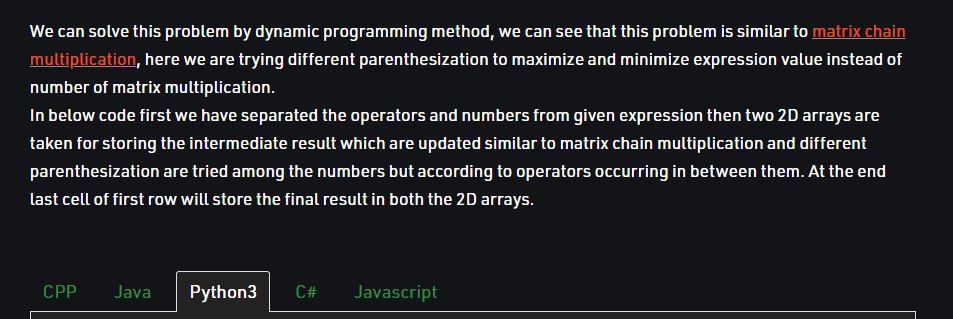 We can solve this problem by dynamic programming method, we can see that this problem is similar to matrix chain
multiplication, here we are trying different parenthesization to maximize and minimize expression value instead of
number of matrix multiplication.
In below code first we have separated the operators and numbers from given expression then two 2D arrays are
taken for storing the intermediate result which are updated similar to matrix chain multiplication and different
parenthesization are tried among the numbers but according to operators occurring in between them. At the end
last cell of first row will store the final result in both the 2D arrays.
CPP Java Python3 C# Javascript